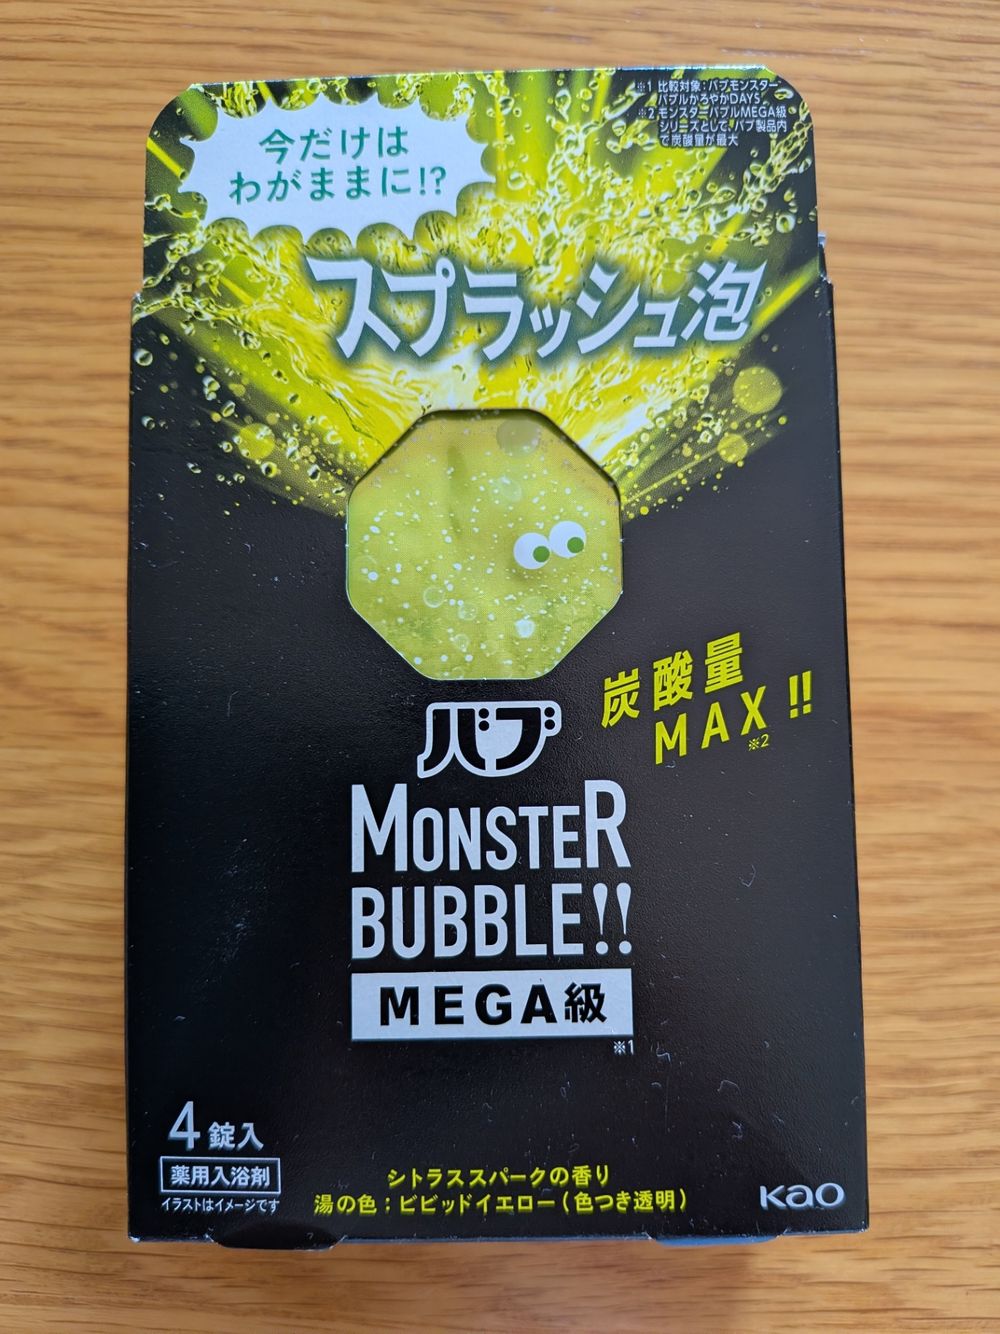 ※1 比較対象：バブモンスター
バブルかろやかDAYS
※2 モンスターバブルMEGA級
シリーズとして、バブ製品内
で炭酸量が最大
今だけは
わがままに!?
スプラッシュ泡
炭酸量
MAX!!
※2
バブ
MONSTER
BUBBLE!!
MEGA級
※1
4錠入
薬用入浴剤
イラストはイメージです
シトラススパークの香り
湯の色：ビビッドイエロー（色つき透明）
Kao